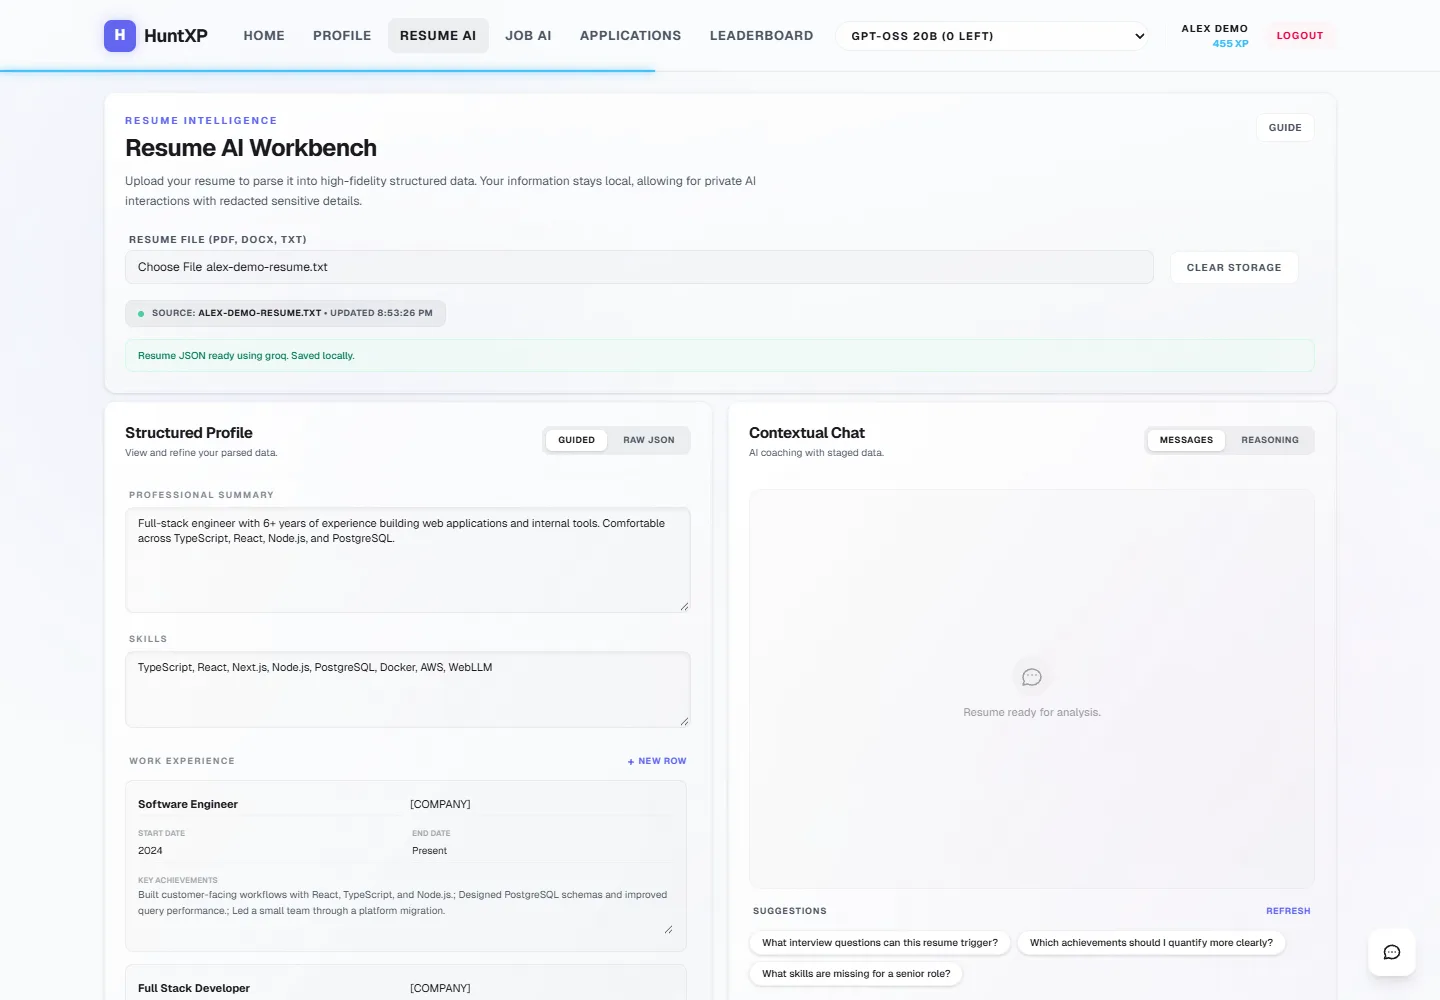 H HuntXP HOME PROFILE RESUME AI JOB AI APPLICATIONS LEADERBOARD GPT-OSS 20B (0 LEFT) ALEX DEMO
455 XP LOGOUT
RESUME INTELLIGENCE
GUIDE
Resume AI Workbench
Upload your resume to parse it into high-fidelity structured data. Your information stays local, allowing for private AI
interactions with redacted sensitive details.
RESUME FILE (PDF, DOCX, TXT)
Choose File alex-demo-resume.txt
CLEAR STORAGE
SOURCE: ALEX-DEMO-RESUME.TXT • UPDATED 8:53:26 PM
Resume JSON ready using groq. Saved locally.
Structured Profile
View and refine your parsed data.
GUIDED RAW JSON
PROFESSIONAL SUMMARY
Full-stack engineer with 6+ years of experience building web applications and internal tools. Comfortable
across TypeScript, React, Node.js, and PostgreSQL.
SKILLS
TypeScript, React, Next.js, Node.js, PostgreSQL, Docker, AWS, WebLLM
WORK EXPERIENCE
+ NEW ROW
Software Engineer [COMPANY]
START DATE END DATE
2024 Present
KEY ACHIEVEMENTS
Built customer-facing workflows with React, TypeScript, and Node.js.; Designed PostgreSQL schemas and improved
query performance.; Led a small team through a platform migration.
Full Stack Developer [COMPANY]
Contextual Chat
AI coaching with staged data.
MESSAGES REASONING
Resume ready for analysis.
SUGGESTIONS
REFRESH
What interview questions can this resume trigger?
Which achievements should I quantify more clearly?
What skills are missing for a senior role?